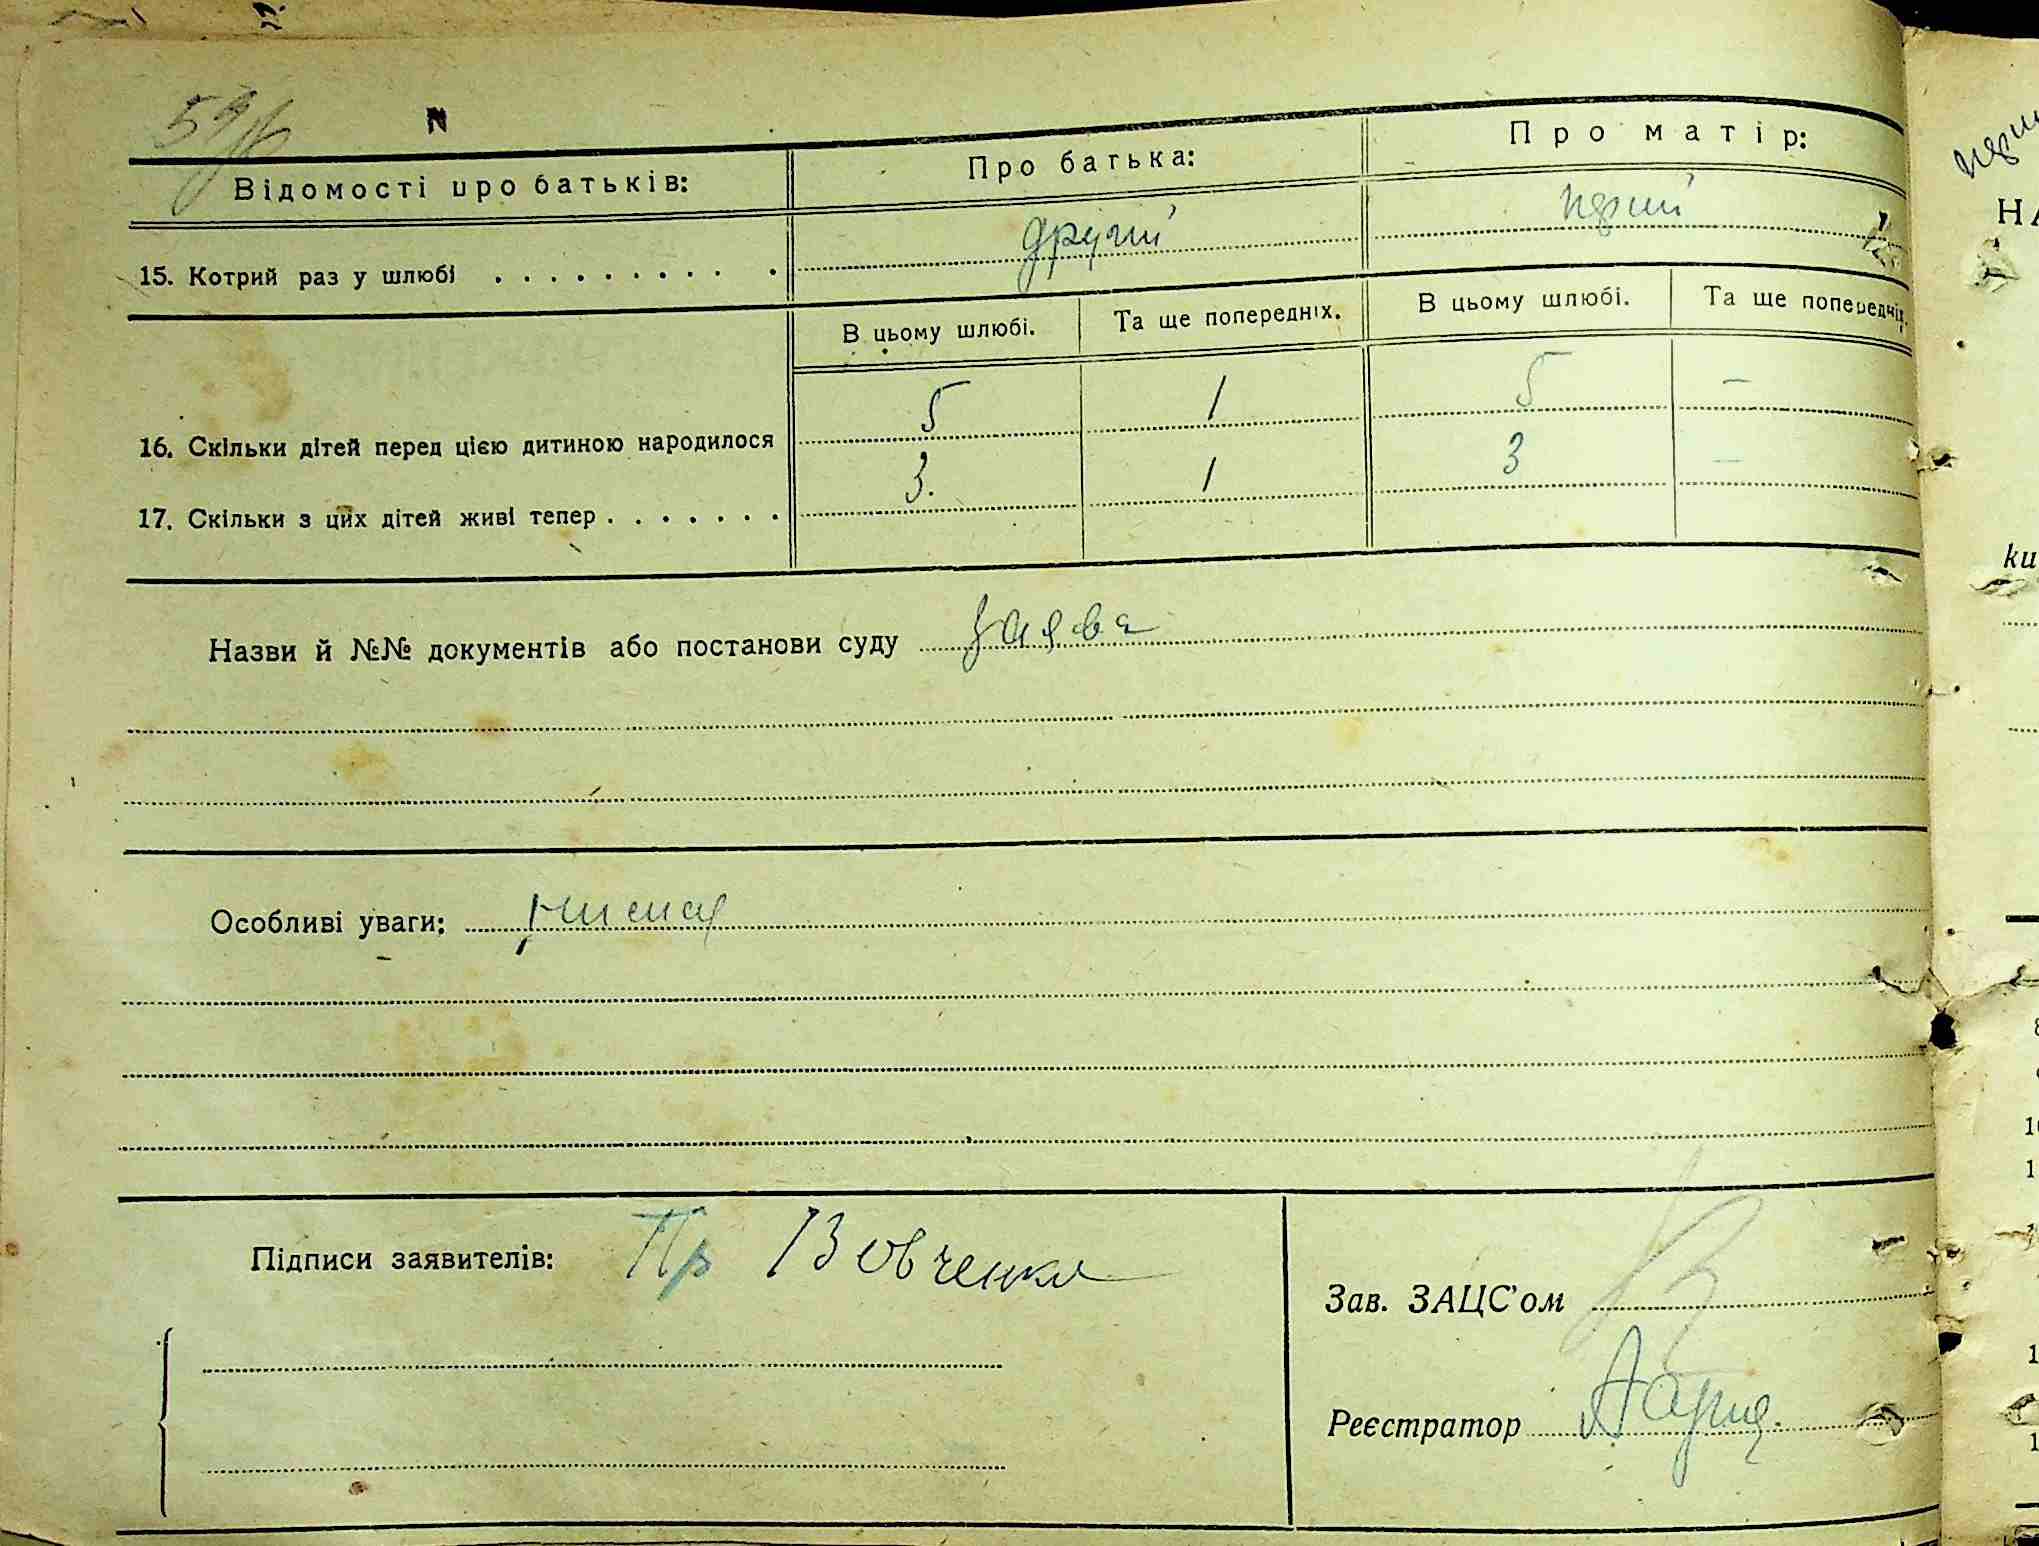 N
Відомості про батьків: Про батька: Про матір:
15. Котрий раз у шлюбі другий перший
В цьому шлюбі. Та ще попередніх. В цьому шлюбі. Та ще попередніх.
16. Скільки дітей перед цією дитиною народилося 5 1 5 —
17. Скільки з цих дітей живі тепер 3. 1 3 —
Назви й №№ документів або постанови суду заява
Особливі уваги: немає
Підписи заявителів: Пр Вовченко
Зав. ЗАЦС'ом
Реєстратор